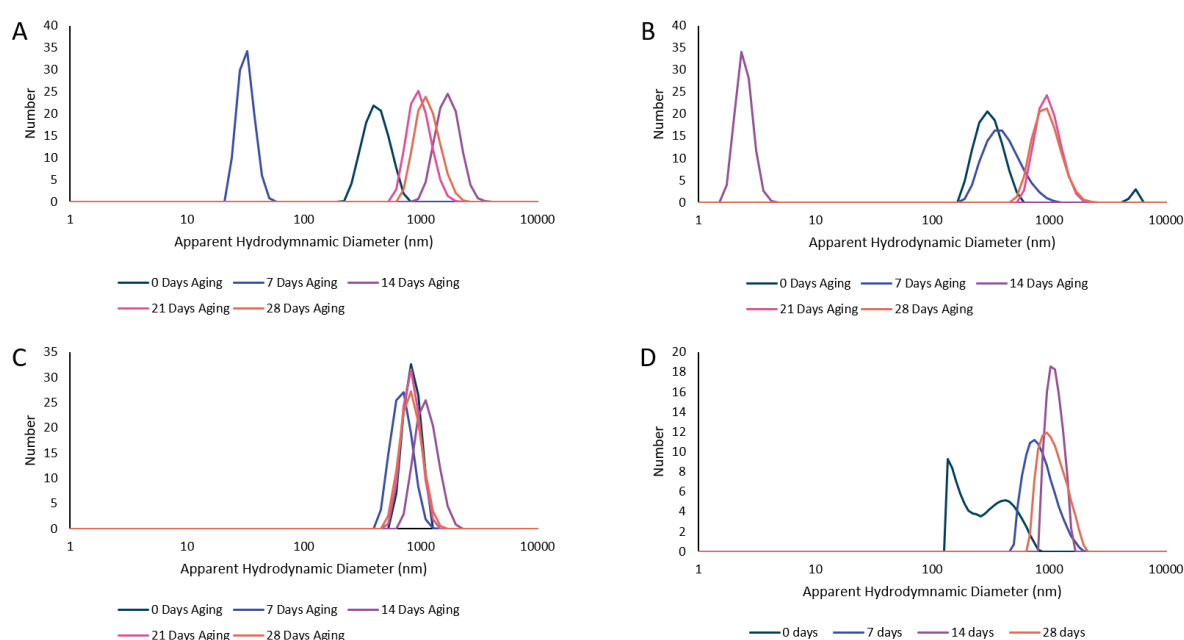 A
40
35
30
25
20
15
10
5
0
Number
1 10 100 1000 10000
Apparent Hydrodymnamic Diameter (nm)
0 Days Aging 7 Days Aging 14 Days Aging
21 Days Aging 28 Days Aging
B
40
35
30
25
20
15
10
5
0
Number
1 10 100 1000 10000
Apparent Hydrodymnamic Diameter (nm)
0 Days Aging 7 Days Aging 14 Days Aging
21 Days Aging 28 Days Aging
C
35
30
25
20
15
10
5
0
Number
1 10 100 1000 10000
Apparent Hydrodymnamic Diameter (nm)
0 Days Aging 7 Days Aging 14 Days Aging
21 Days Aging 28 Days Aging
D
20
18
16
14
12
10
8
6
4
2
0
Number
1 10 100 1000 10000
Apparent Hydrodymnamic Diameter (nm)
0 days 7 days 14 days 28 days